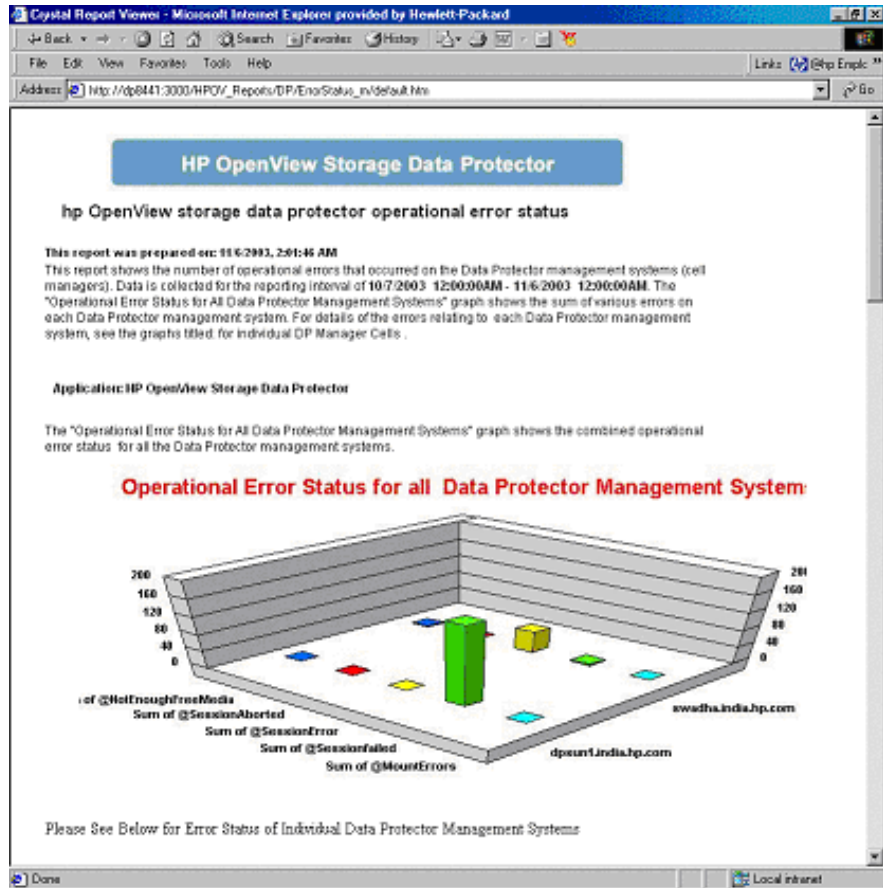 Crystal Report Viewer - Microsoft Internet Explorer provided by Hewlett-Packard
Back
Search
Favorites
History
File Edit View Favorites Tools Help
Links @hp Emplc »
Address http://dp8441:3000/HPOV_Reports/DP/ErrorStatus_m/default.htm
Go
HP OpenView Storage Data Protector
hp OpenView storage data protector operational error status
This report was prepared on: 11/6/2003, 2:01:46 AM
This report shows the number of operational errors that occurred on the Data Protector management systems (cell
managers). Data is collected for the reporting interval of 10/7/2003 12:00:00AM - 11/6/2003 12:00:00AM. The
"Operational Error Status for All Data Protector Management Systems" graph shows the sum of various errors on
each Data Protector management system. For details of the errors relating to each Data Protector management
system, see the graphs titled: for individual DP Manager Cells .
Application: HP OpenView Storage Data Protector
The "Operational Error Status for All Data Protector Management Systems" graph shows the combined operational
error status for all the Data Protector management systems.
Operational Error Status for all Data Protector Management System
200
160
120
80
40
0
20
160
120
80
40
0
of @NotEnoughFreeMedia
Sum of @SessionAborted
Sum of @SessionError
Sum of @Sessionfailed
Sum of @MountErrors
dpsun1.india.hp.com
swadha.india.hp.com
Please See Below for Error Status of Individual Data Protector Management Systems
Done
Local intranet